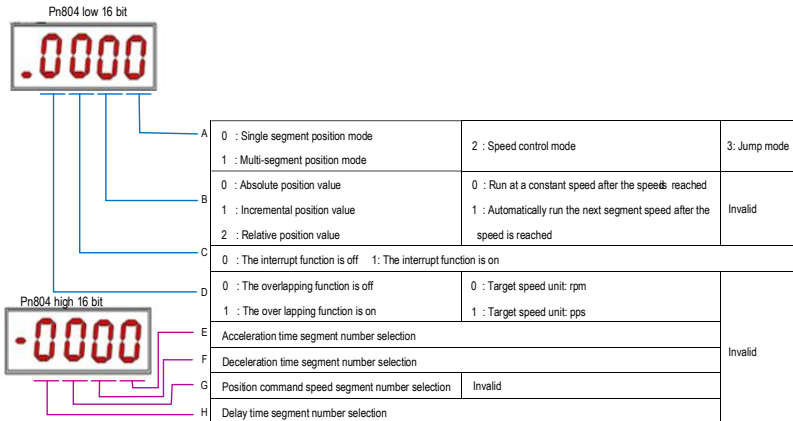 Pn804 low 16 bit
.0000
A
0 : Single segment position mode
1 : Multi-segment position mode
2 : Speed control mode
3: Jump mode
B
0 : Absolute position value
1 : Incremental position value
2 : Relative position value
0 : Run at a constant speed after the speeds reached
1 : Automatically run the next segment speed after the
speed is reached
Invalid
C
0 : The interrupt function is off 1: The interrupt function is on
D
0 : The overlapping function is off
1 : The over lapping function is on
0 : Target speed unit: rpm
1 : Target speed unit: pps
Invalid
Pn804 high 16 bit
-0000
E
Acceleration time segment number selection
F
Deceleration time segment number selection
G
Position command speed segment number selection
Invalid
H
Delay time segment number selection